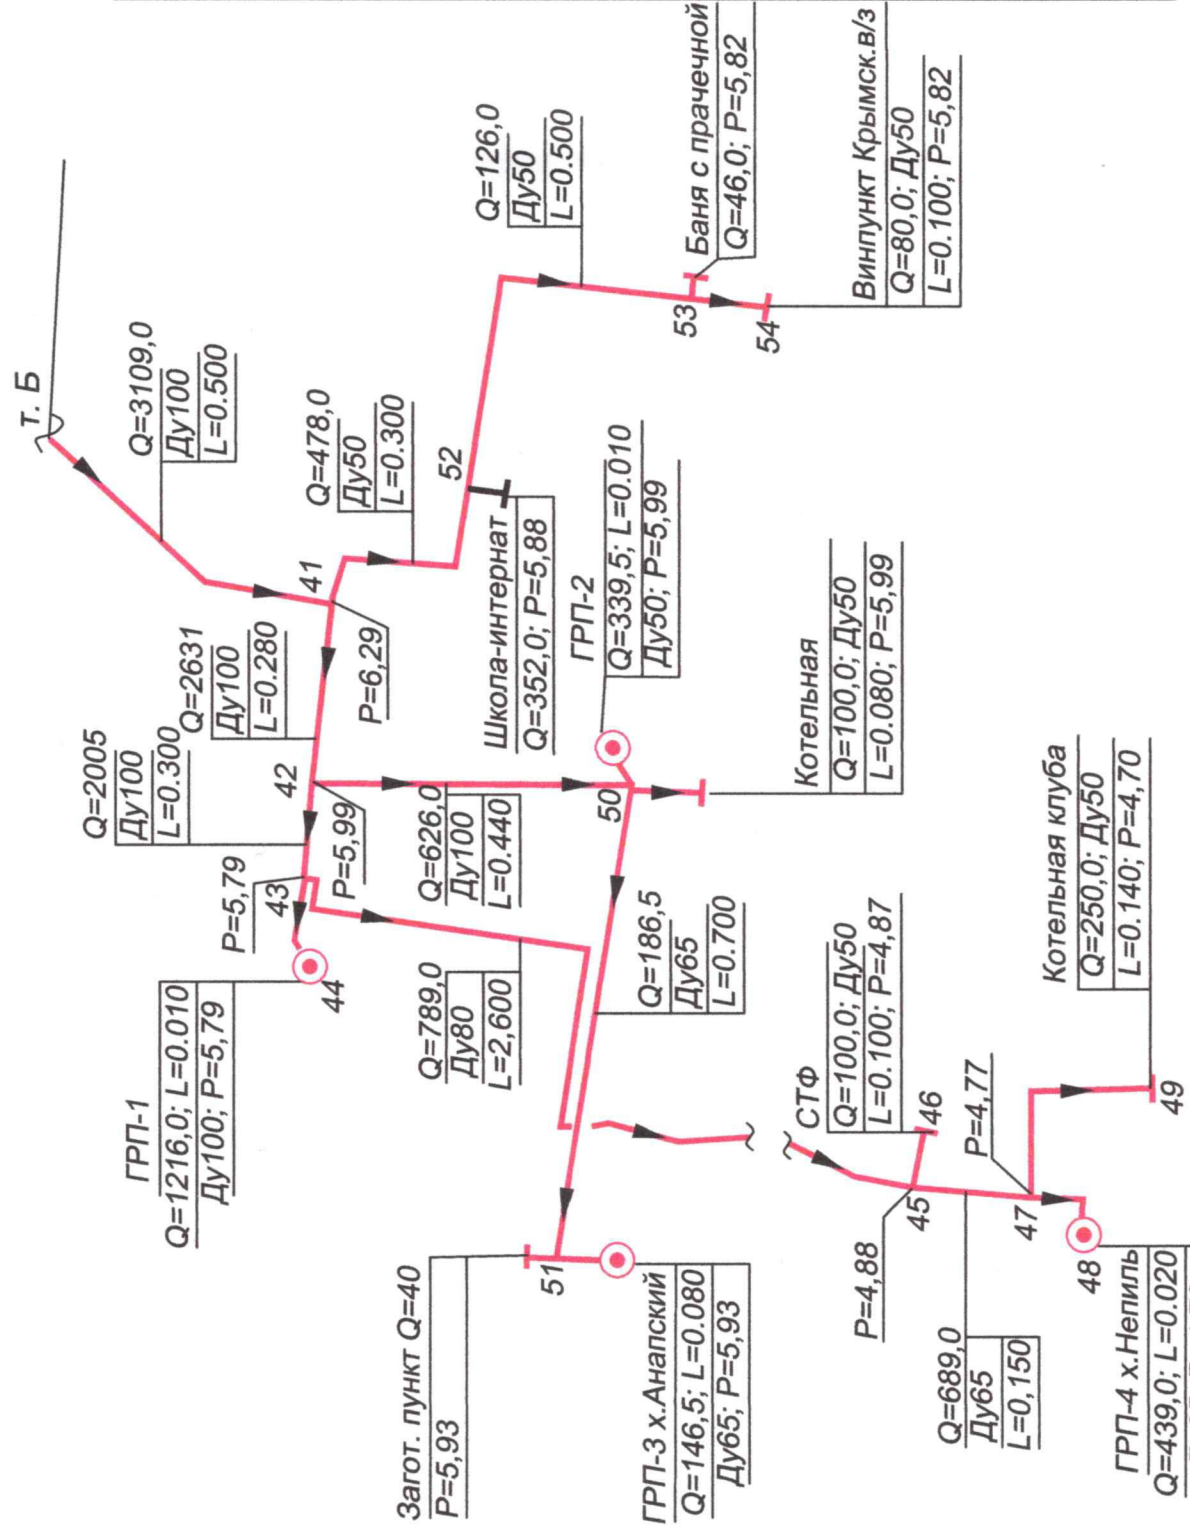 т. Б
Q=3109,0
Ду100
L=0.500
Q=126,0
Ду50
L=0.500
Баня с прачечной
Q=46,0; P=5,82
Винпункт Крымск.в/з
Q=80,0; Ду50
L=0.100; P=5,82
53
54
Q=478,0
Ду50
L=0.300
52
41
P=6,29
Школа-интернат
Q=352,0; P=5,88
Q=2631
Ду100
L=0.280
Q=2005
Ду100
L=0.300
42
P=5,99
P=5,79
43
44
ГРП-1
Q=1216,0; L=0.010
Ду100; P=5,79
Q=626,0
Ду100
L=0.440
ГРП-2
Q=339,5; L=0.010
Ду50; P=5,99
50
Котельная
Q=100,0; Ду50
L=0.080; P=5,99
Q=789,0
Ду80
L=2,600
Q=186,5
Ду65
L=0.700
Загот. пункт Q=40
P=5,93
51
ГРП-3 х.Анапский
Q=146,5; L=0.080
Ду65; P=5,93
СТФ
Q=100,0; Ду50
L=0.100; P=4,87
46
45
P=4,88
Q=689,0
Ду65
L=0,150
P=4,77
47
Котельная клуба
Q=250,0; Ду50
L=0.140; P=4,70
49
48
ГРП-4 х.Непиль
Q=439,0; L=0.020